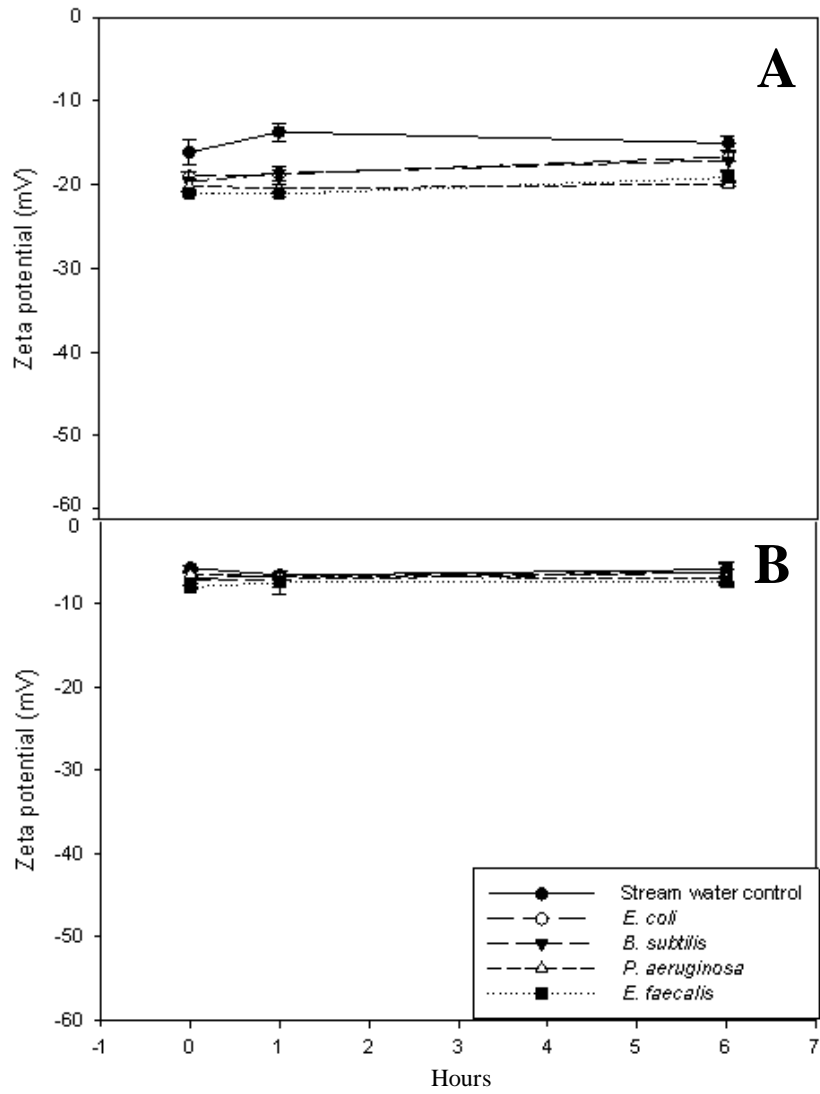 A
Zeta potential (mV)
0
-10
-20
-30
-40
-50
-60
B
Zeta potential (mV)
0
-10
-20
-30
-40
-50
-60
Stream water control
E. coli
B. subtilis
P. aeruginosa
E. faecalis
-1 0 1 2 3 4 5 6 7
Hours